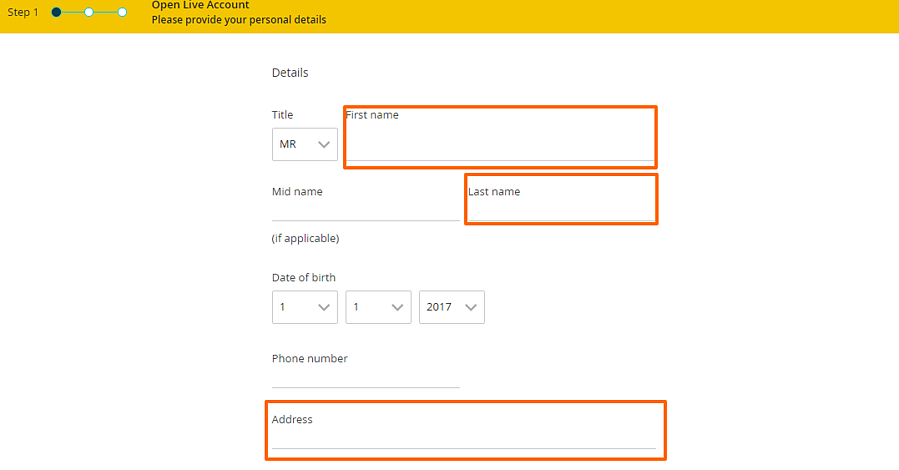 Step 1
Open Live Account
Please provide your personal details
Details
Title
First name
MR
Mid name
Last name
(if applicable)
Date of birth
1 1 2017
Phone number
Address